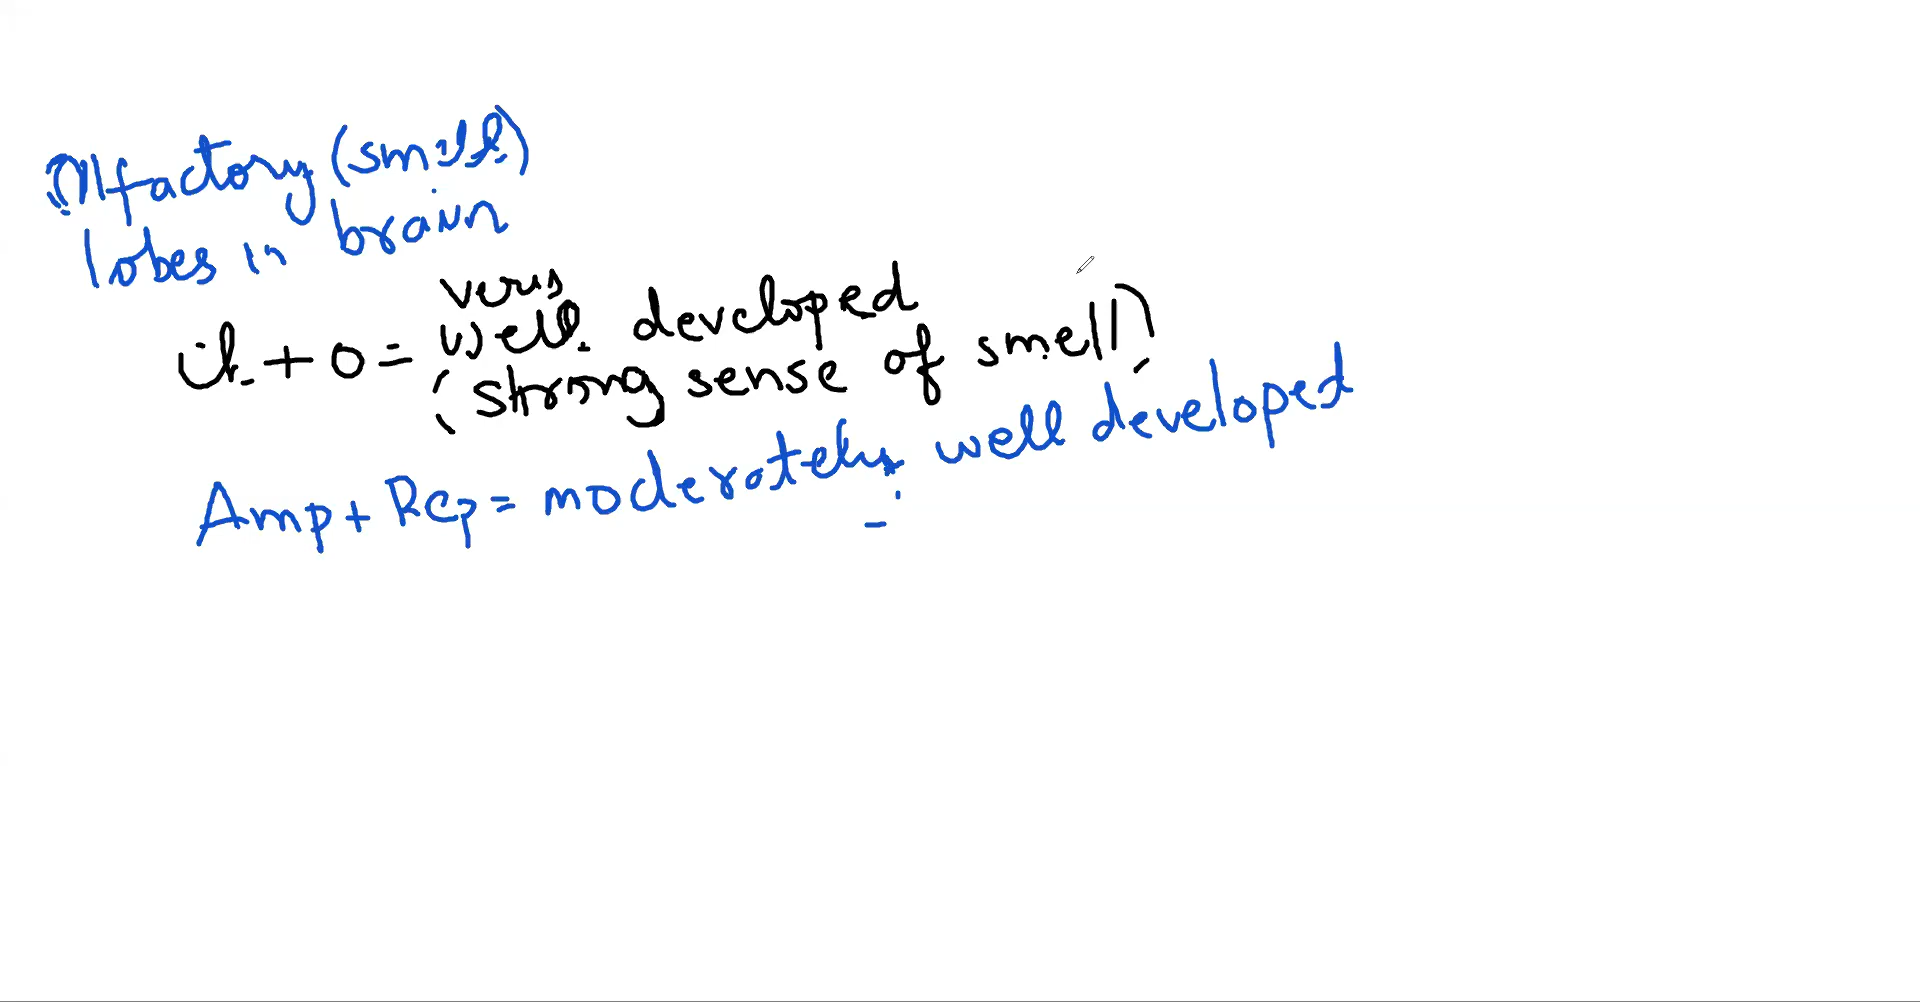 Olfactory (smell)
lobes in brain
very
ch + o = well developed
(strong sense of smell)
Amp + Rep = moderately well developed